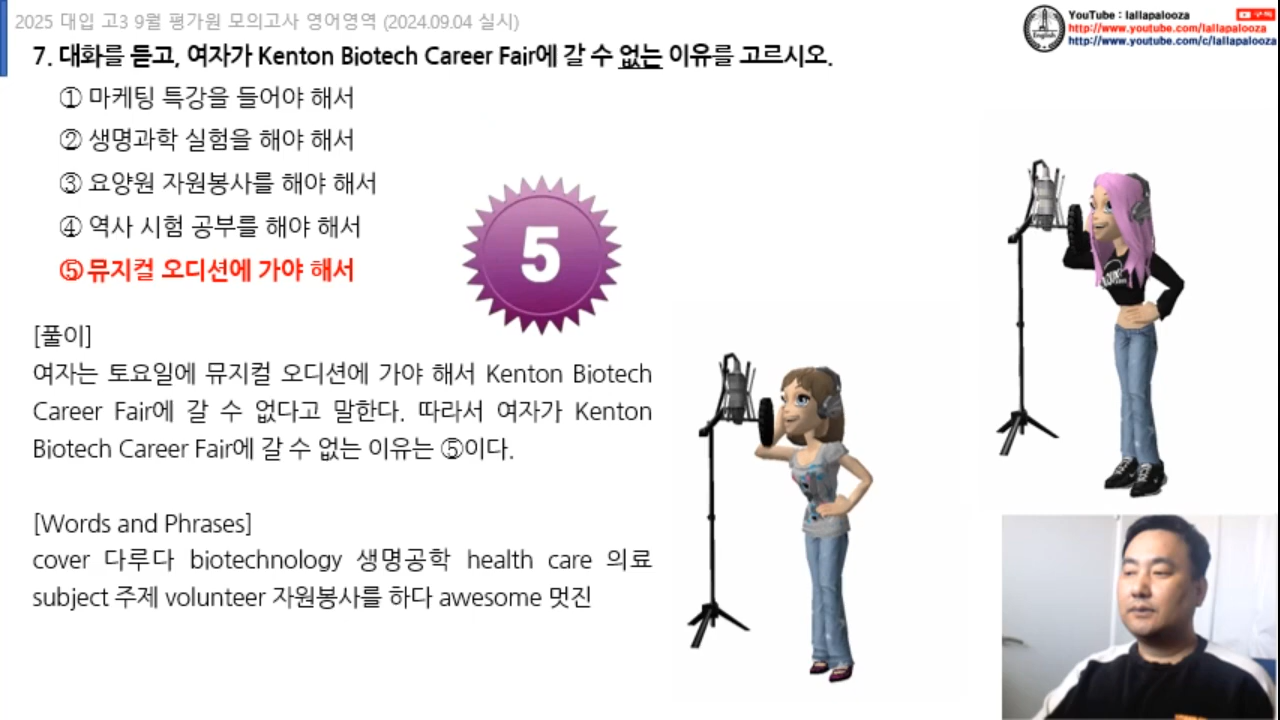 2025 대입 고3 9월 평가원 모의고사 영어영역 (2024.09.04 실시)
YouTube : lallapalooza
구독
http://www.youtube.com/lallapalooza
http://www.youtube.com/c/lallapalooza
English
7. 대화를 듣고, 여자가 Kenton Biotech Career Fair에 갈 수 없는 이유를 고르시오.
① 마케팅 특강을 들어야 해서
② 생명과학 실험을 해야 해서
③ 요양원 자원봉사를 해야 해서
④ 역사 시험 공부를 해야 해서
⑤ 뮤지컬 오디션에 가야 해서
5
[풀이]
여자는 토요일에 뮤지컬 오디션에 가야 해서 Kenton Biotech
Career Fair에 갈 수 없다고 말한다. 따라서 여자가 Kenton
Biotech Career Fair에 갈 수 없는 이유는 ⑤이다.
[Words and Phrases]
cover 다루다 biotechnology 생명공학 health care 의료
subject 주제 volunteer 자원봉사를 하다 awesome 멋진